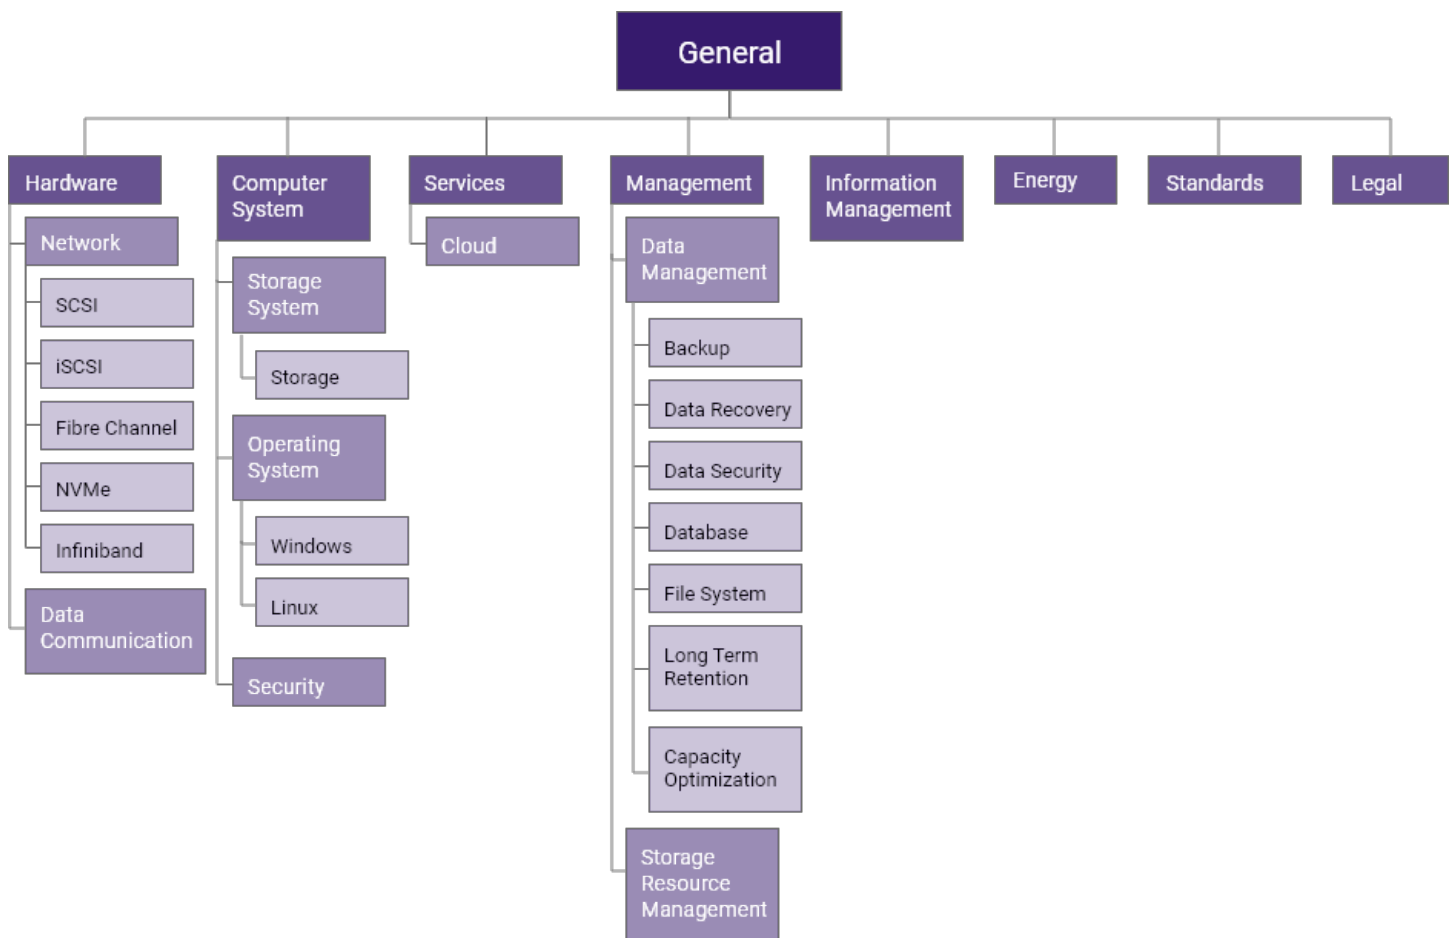 General
Hardware
Network
SCSI
iSCSI
Fibre Channel
NVMe
Infiniband
Data
Communication
Computer
System
Storage
System
Storage
Operating
System
Windows
Linux
Security
Services
Cloud
Management
Data
Management
Backup
Data Recovery
Data Security
Database
File System
Long Term
Retention
Capacity
Optimization
Storage
Resource
Management
Information
Management
Energy
Standards
Legal